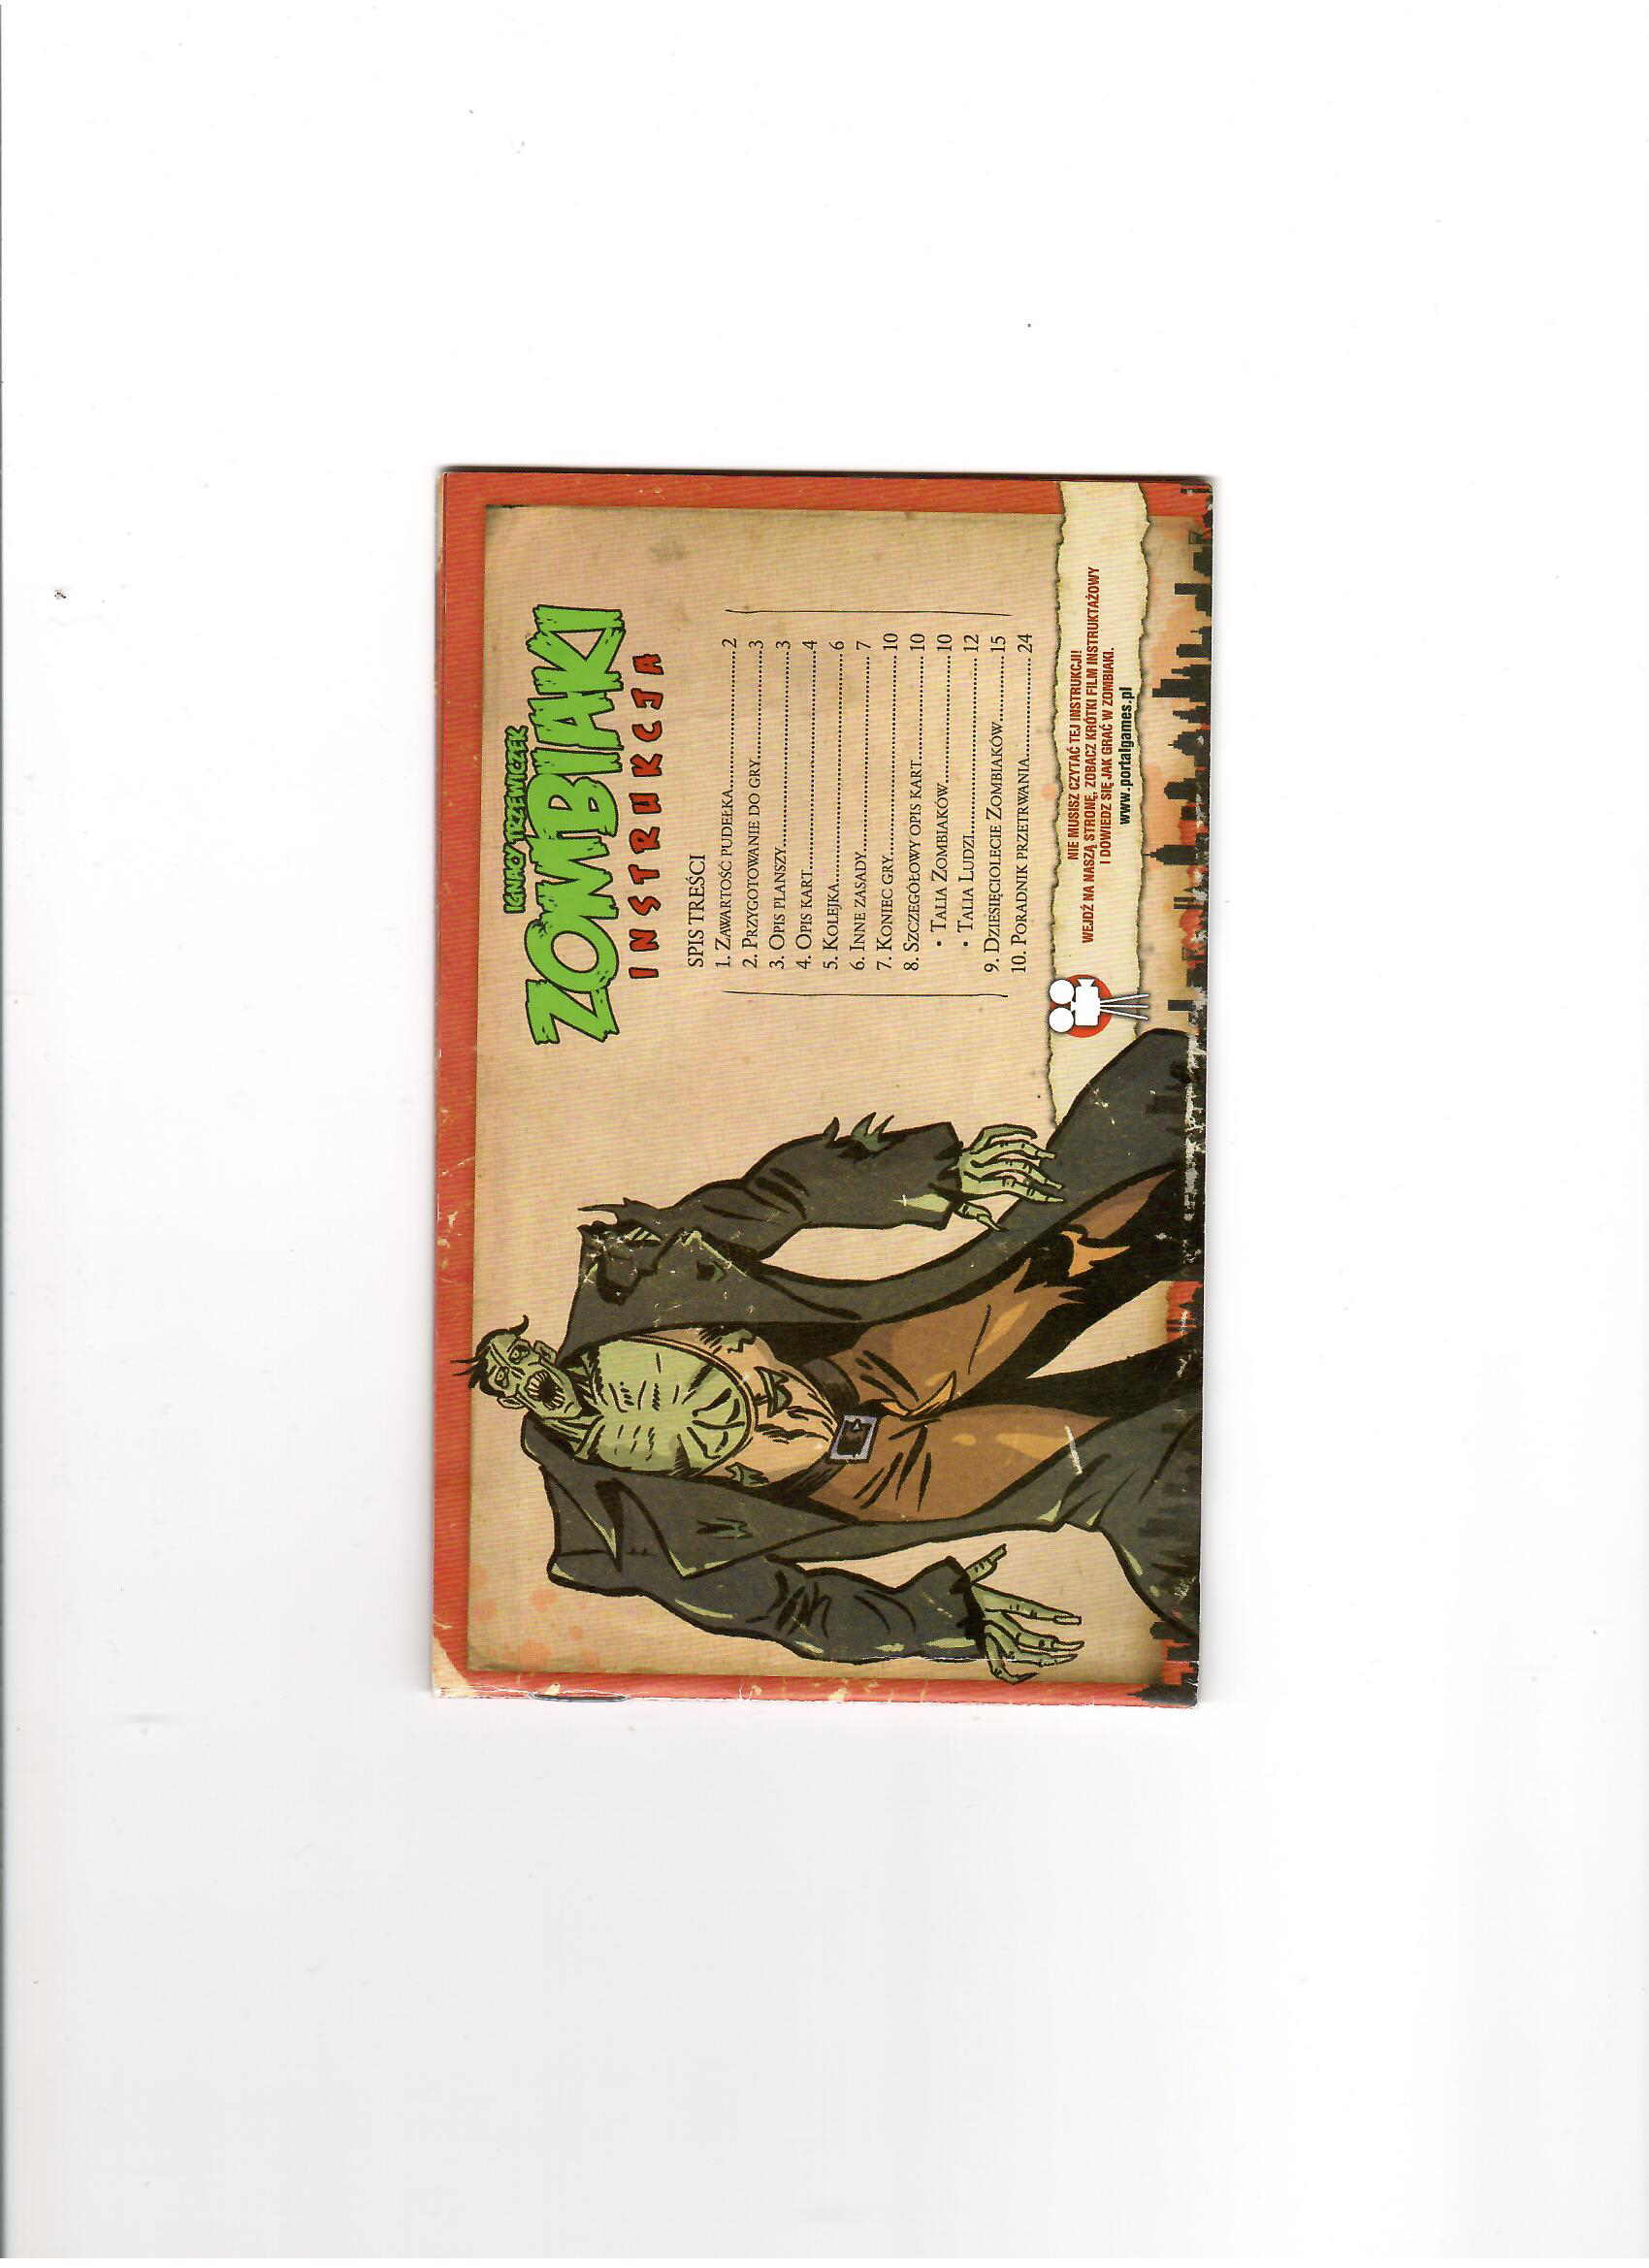 IGNACY TRZEWICZEK
ZOMBIAKI
INSTRUKCJA
SPIS TREŚCI
1. ZAWARTOŚĆ PUDEŁKA....................2
2. PRZYGOTOWANIE DO GRY....................3
3. OPIS PLANSZY....................3
4. OPIS KART....................4
5. KOLEJKA....................6
6. INNE ZASADY....................7
7. KONIEC GRY....................10
8. SZCZEGÓŁOWY OPIS KART....................10
• TALIA ZOMBIAKÓW....................10
• TALIA LUDZI....................12
9. DZIESIĘCIOLECIE ZOMBIAKÓW....................15
10. PORADNIK PRZETRWANIA....................24
NIE MUSISZ CZYTAĆ TEJ INSTRUKCJI!
WEJDŹ NA NASZĄ STRONĘ, ZOBACZ KRÓTKI FILM INSTRUKTAŻOWY
I DOWIEDZ SIĘ JAK GRAĆ W ZOMBIAKI.
www.portalgames.pl